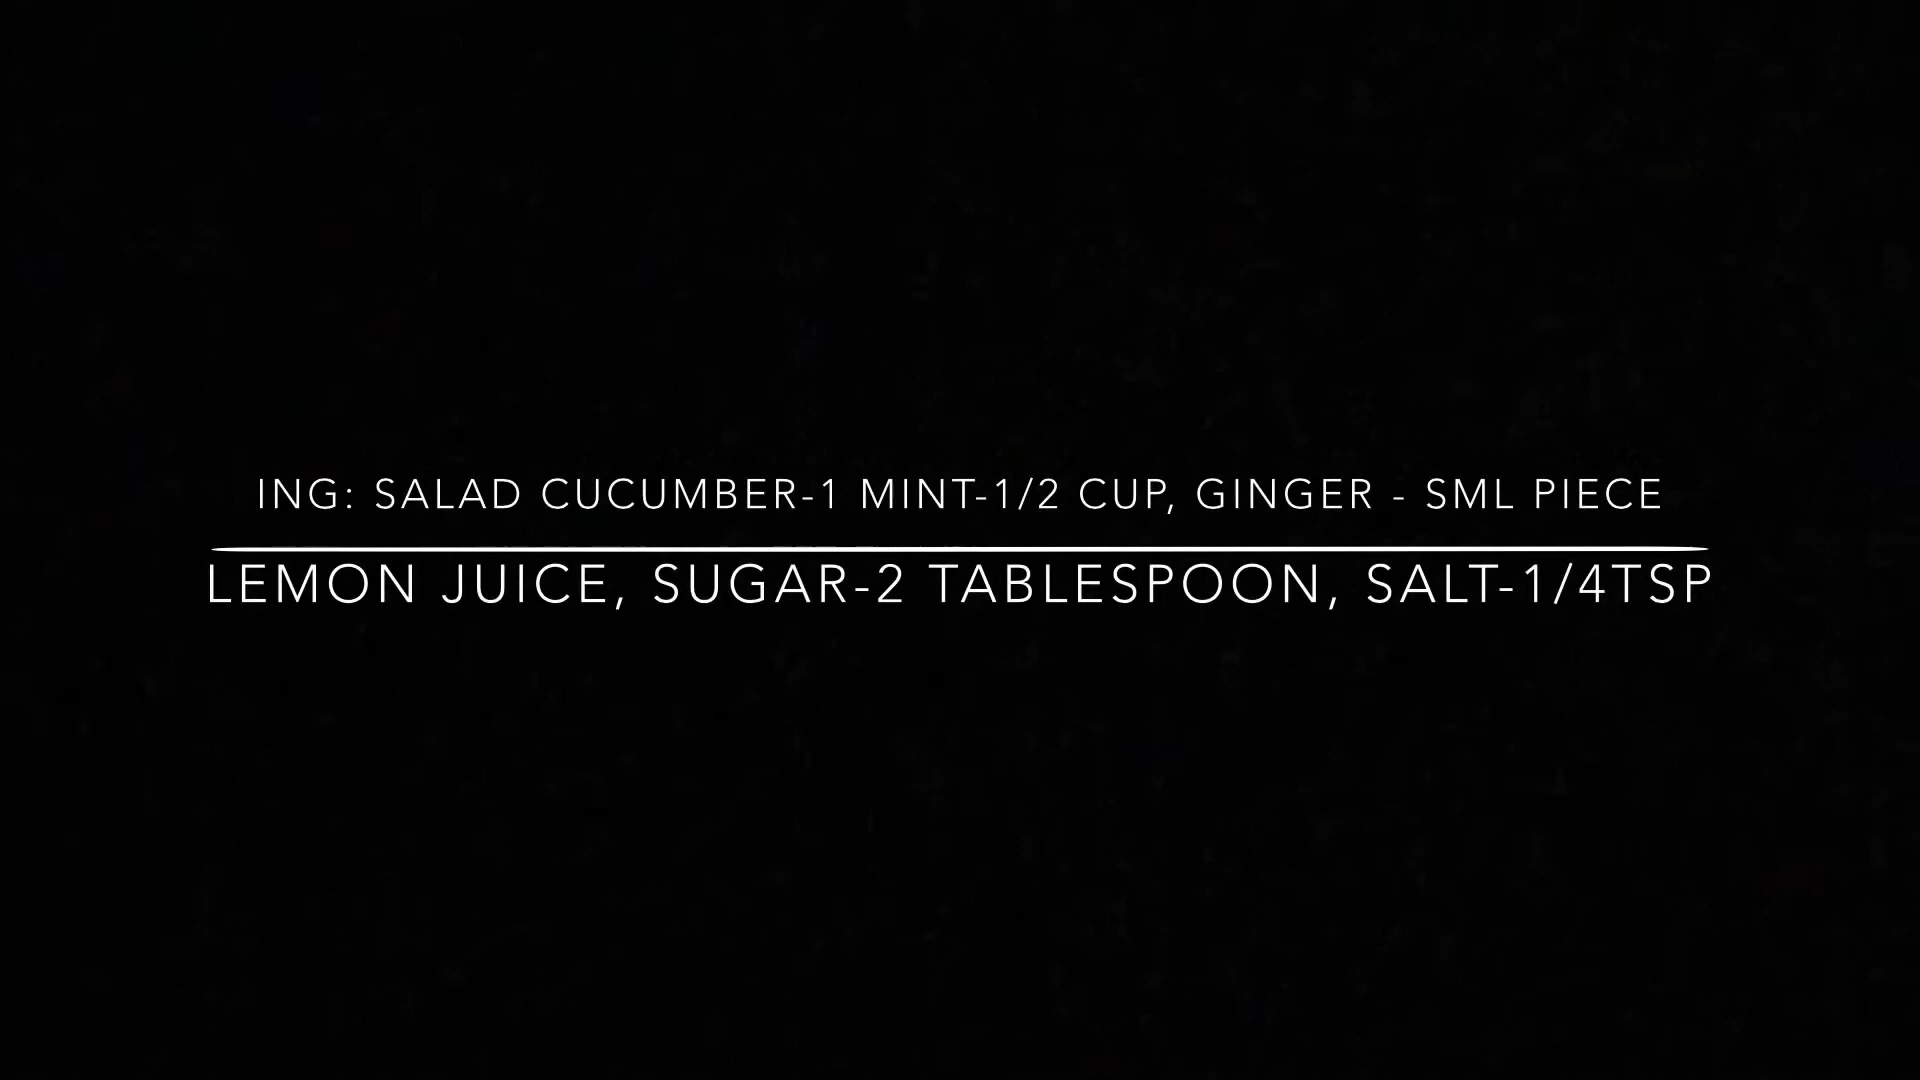 ING: SALAD CUCUMBER-1 MINT-1/2 CUP, GINGER - SML PIECE
LEMON JUICE, SUGAR-2 TABLESPOON, SALT-1/4TSP